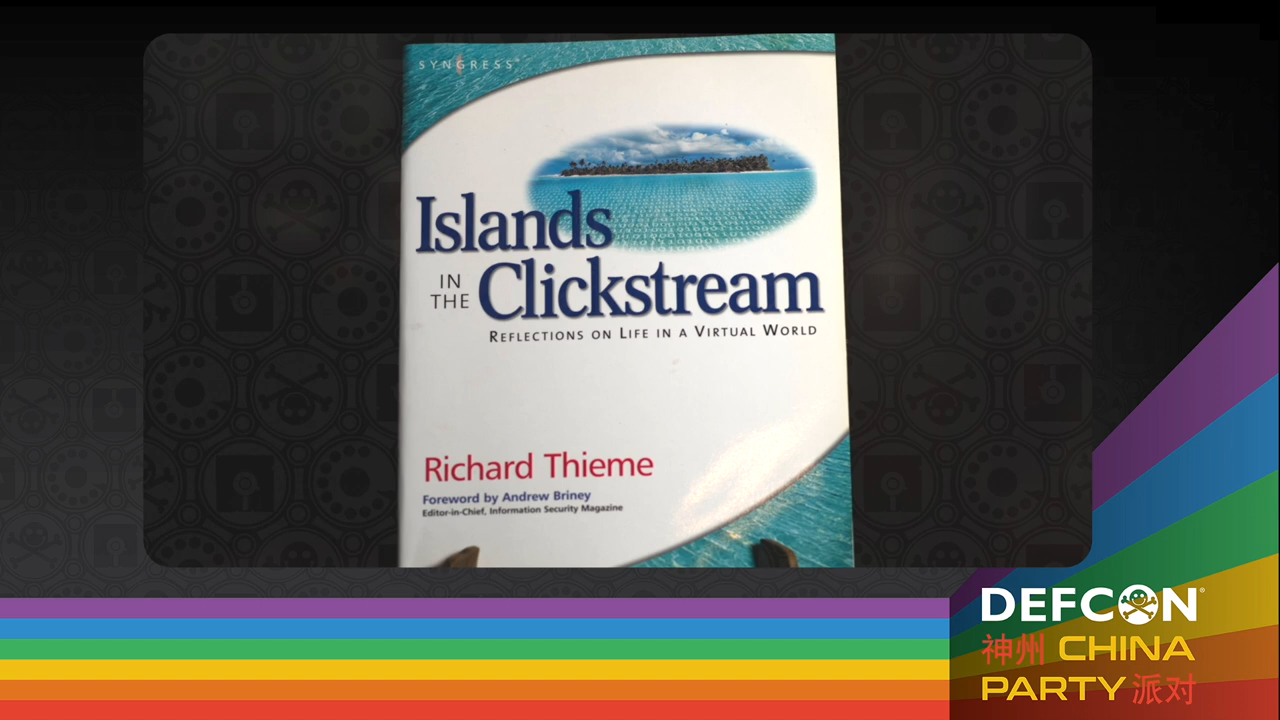 SYNGRESS®
Islands
IN
THE
Clickstream
REFLECTIONS ON LIFE IN A VIRTUAL WORLD
Richard Thieme
Foreword by Andrew Briney
Editor-in-Chief, Information Security Magazine
DEFCON®
神州 CHINA
PARTY 派对